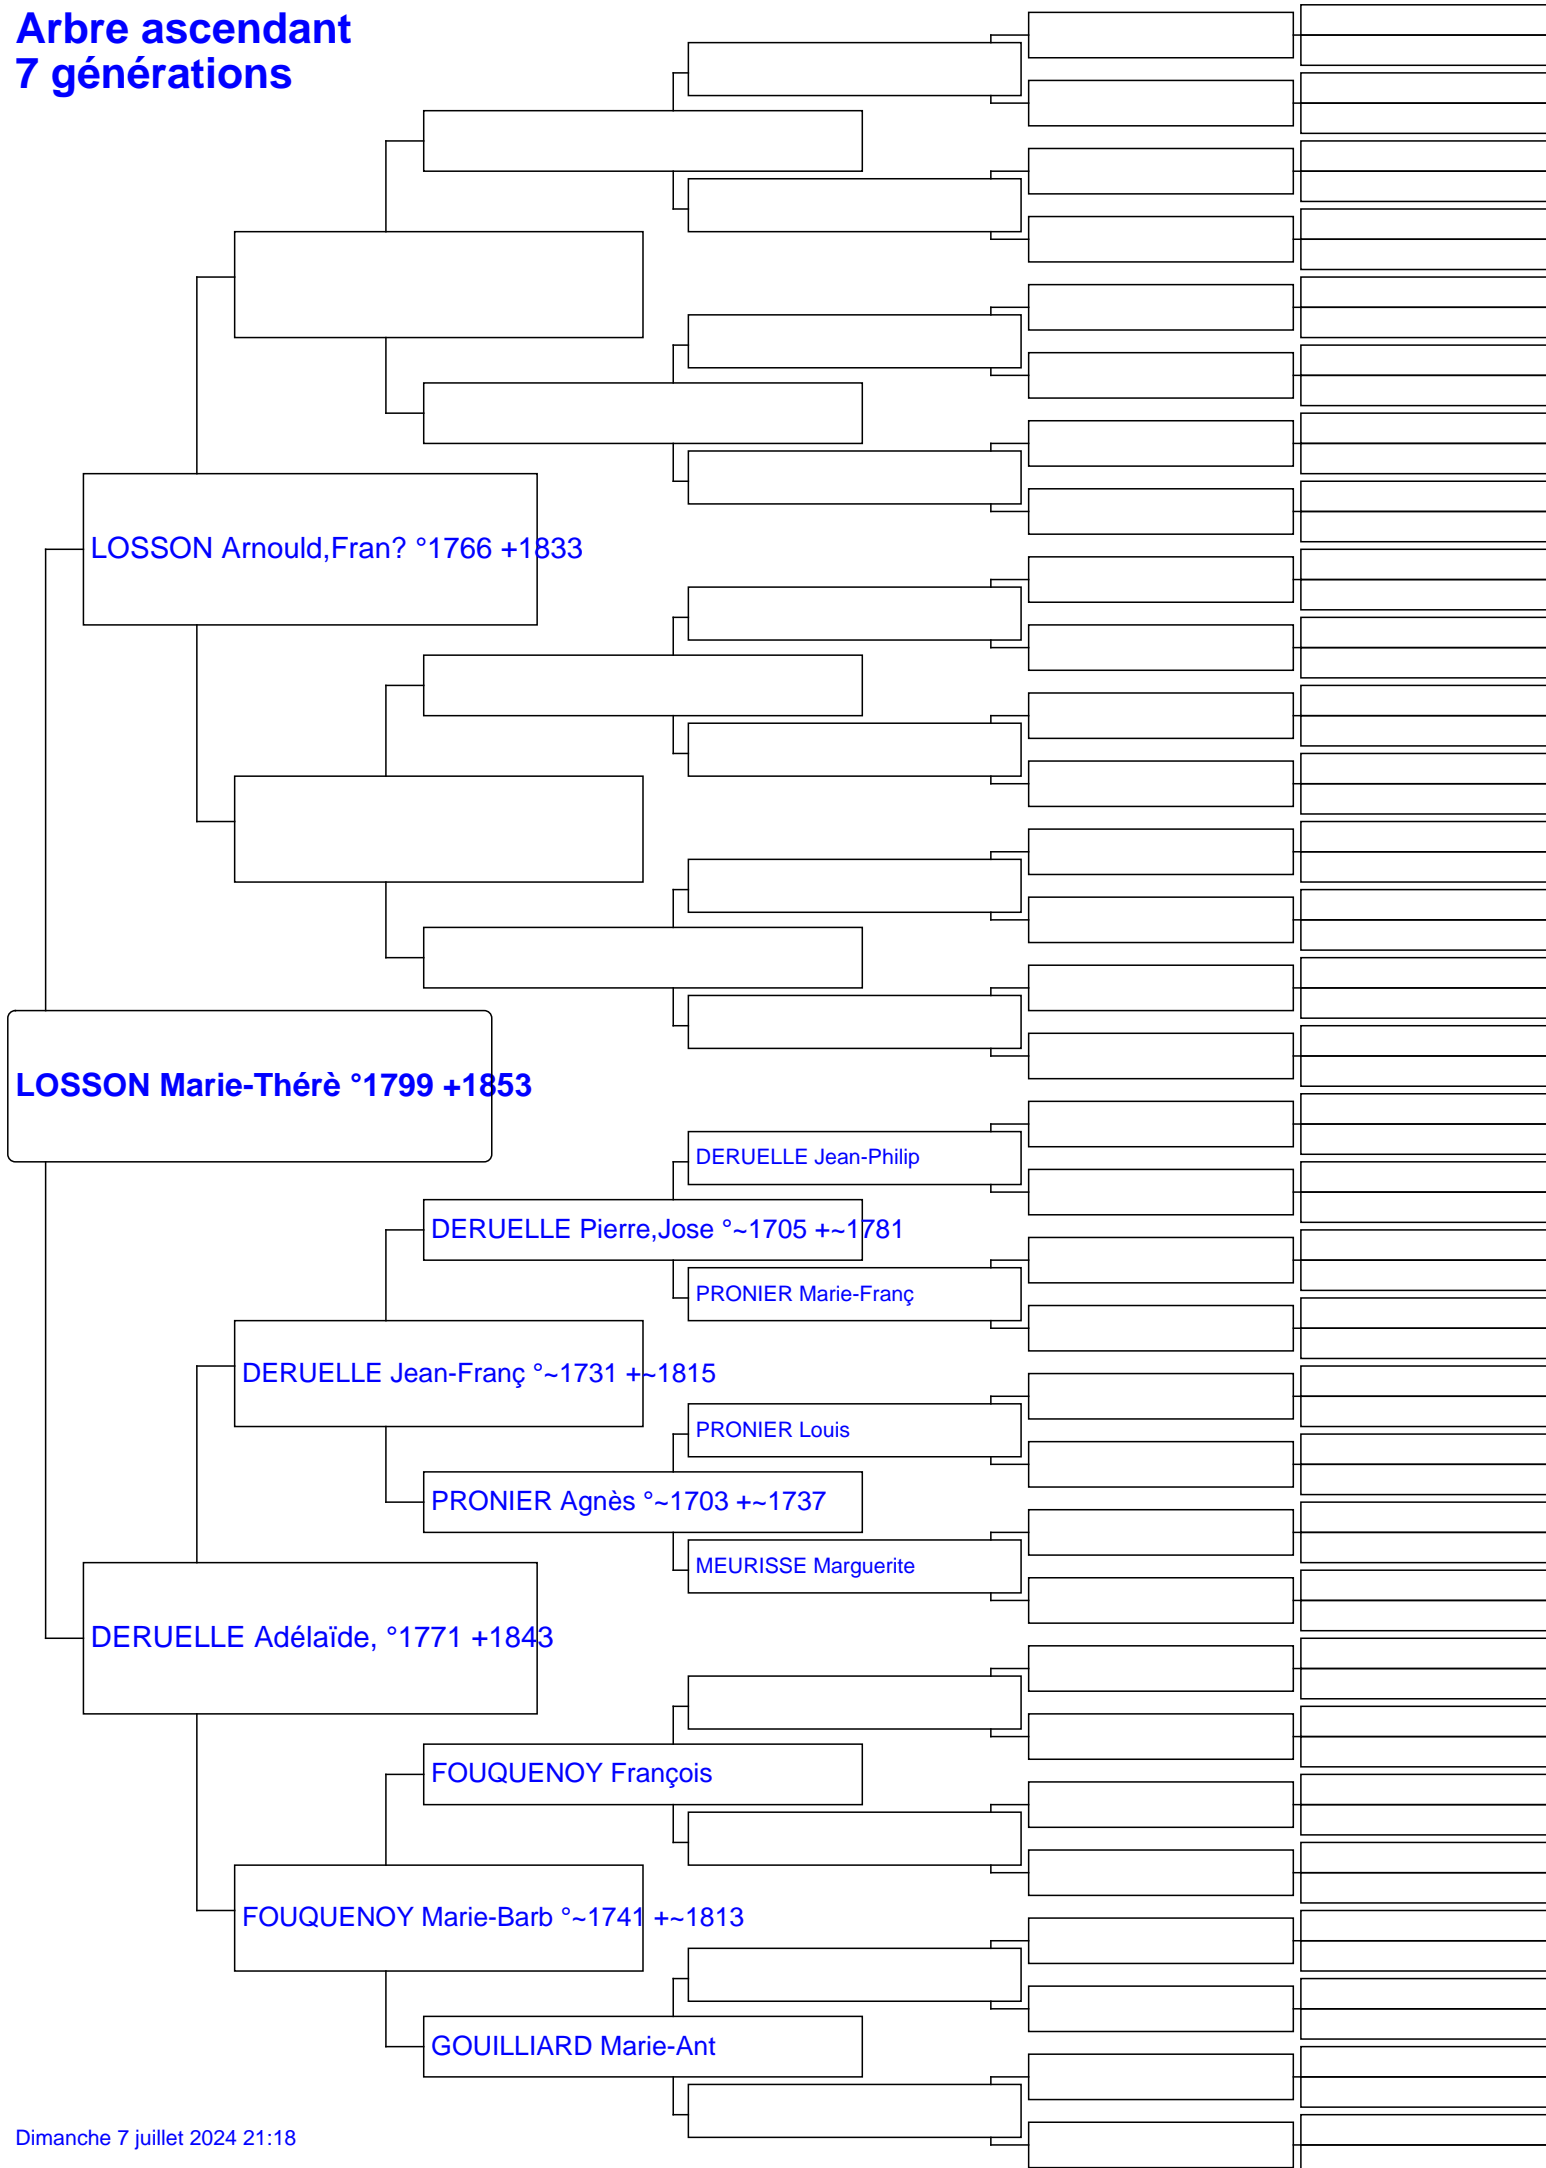 Arbre ascendant
7 générations
LOSSON Arnould,Fran? °1766 +1833
LOSSON Marie-Thérè °1799 +1853
DERUELLE Jean-Philip
DERUELLE Pierre,Jose °~1705 +~1781
PRONIER Marie-Franç
DERUELLE Jean-Franç °~1731 +~1815
PRONIER Louis
PRONIER Agnès °~1703 +~1737
MEURISSE Marguerite
DERUELLE Adélaïde, °1771 +1843
FOUQUENOY François
FOUQUENOY Marie-Barb °~1741 +~1813
GOUILLIARD Marie-Ant
Dimanche 7 juillet 2024 21:18